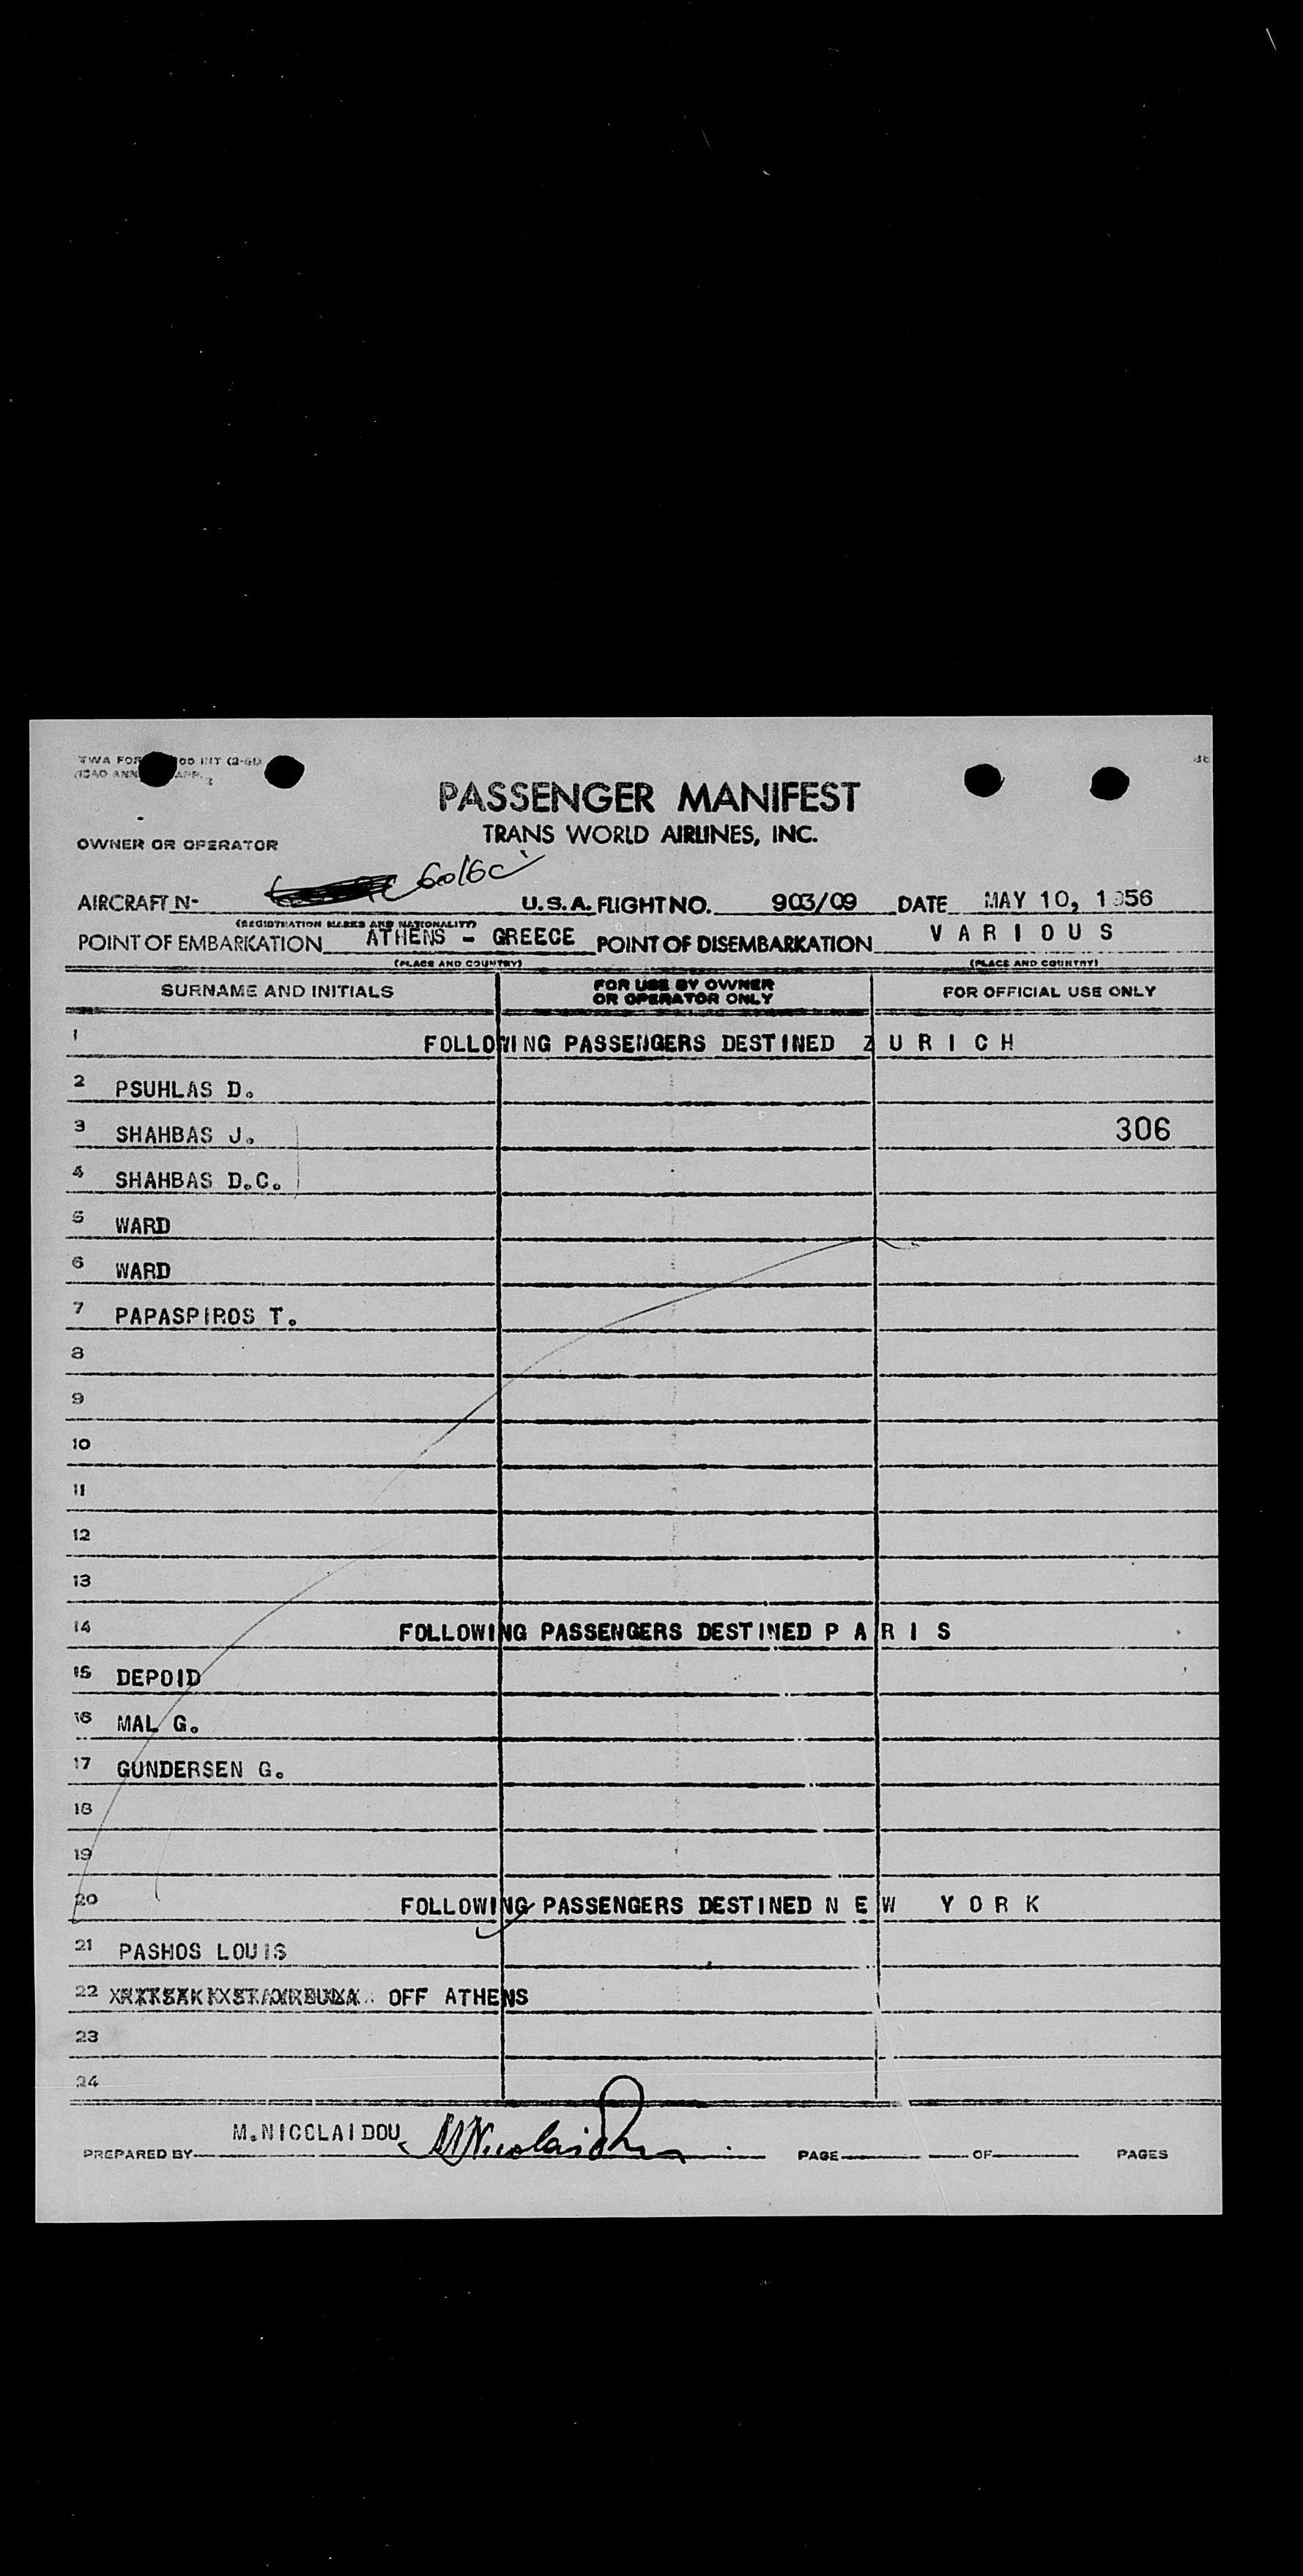 PASSENGER MANIFEST
TRANS WORLD AIRLINES, INC.
OWNER OR OPERATOR
AIRCRAFT N- 6016C U.S.A. FLIGHT NO. 903/09 DATE MAY 10, 1956
(REGISTRATION MARKS AND NATIONALITY)
POINT OF EMBARKATION ATHENS - GREECE POINT OF DISEMBARKATION V A R I O U S
(PLACE AND COUNTRY) (PLACE AND COUNTRY)
SURNAME AND INITIALS FOR USE BY OWNER OR OPERATOR ONLY FOR OFFICIAL USE ONLY
1 FOLLOWING PASSENGERS DESTINED Z U R I C H
2 PSUHLAS D.
3 SHAHBAS J. 306
4 SHAHBAS D.C.
5 WARD
6 WARD
7 PAPASPIROS T.
8
9
10
11
12
13
14 FOLLOWING PASSENGERS DESTINED P A R I S
15 DEPOID
16 MAL G.
17 GUNDERSEN G.
18
19
20 FOLLOWING PASSENGERS DESTINED N E W Y O R K
21 PASHOS LOUIS
22 OFF ATHENS
23
24
PREPARED BY M.NICOLAIDOU PAGE OF PAGES